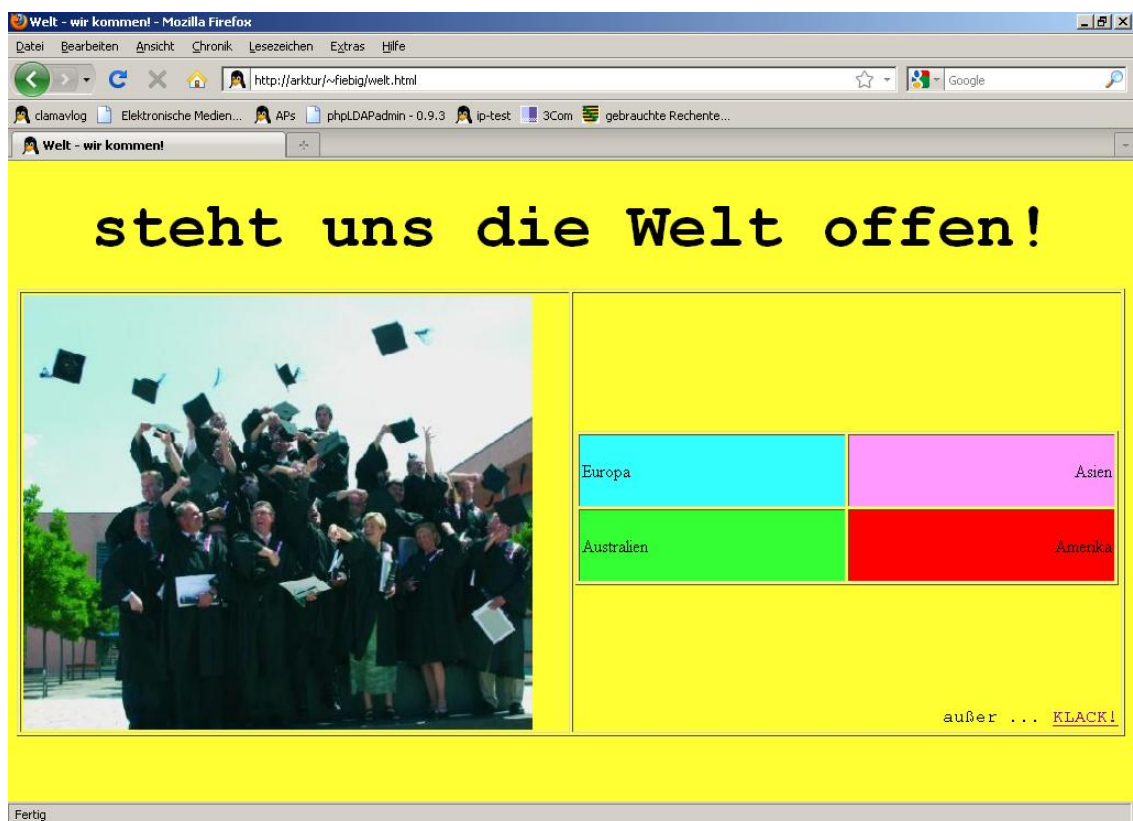 Welt - wir kommen! - Mozilla Firefox
Datei Bearbeiten Ansicht Chronik Lesezeichen Extras Hilfe
http://arktur/~fiebig/welt.html Google
clamavlog Elektronische Medien... APs phpLDAPadmin - 0.9.3 ip-test 3Com gebrauchte Rechente...
Welt - wir kommen!
steht uns die Welt offen!
Europa Asien
Australien Amerika
außer ... KLACK!
Fertig